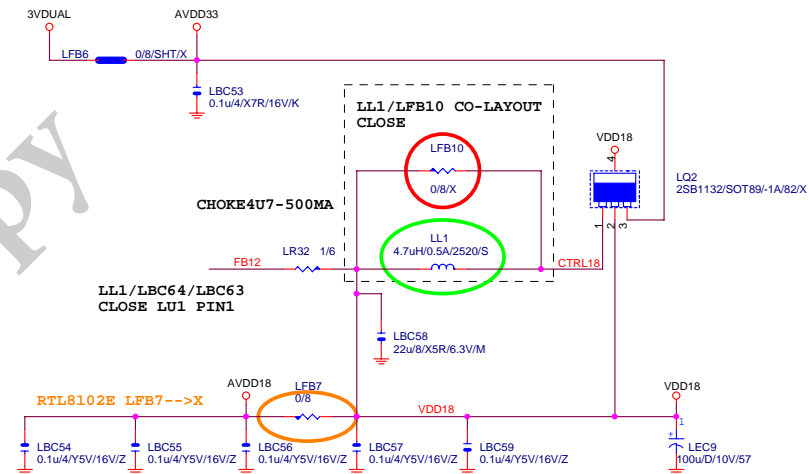 3VDUAL
AVDD33
LFB6
0/8/SHT/X
LBC53
0.1u/4/X7R/16V/K
LL1/LFB10 CO-LAYOUT
CLOSE
LFB10
0/8/X
VDD18
4
LQ2
2SB1132/SOT89/-1A/82/X
1
2
3
CHOKE4U7-500MA
LL1
4.7uH/0.5A/2520/S
FB12
LR32
1/6
CTRL18
LL1/LBC64/LBC63
CLOSE LU1 PIN1
LBC58
22u/8/X5R/6.3V/M
RTL8102E LFB7-->X
AVDD18
LFB7
0/8
VDD18
VDD18
1
+
LBC54
0.1u/4/Y5V/16V/Z
LBC55
0.1u/4/Y5V/16V/Z
LBC56
0.1u/4/Y5V/16V/Z
LBC57
0.1u/4/Y5V/16V/Z
LBC59
0.1u/4/Y5V/16V/Z
LEC9
100u/D/10V/57
py